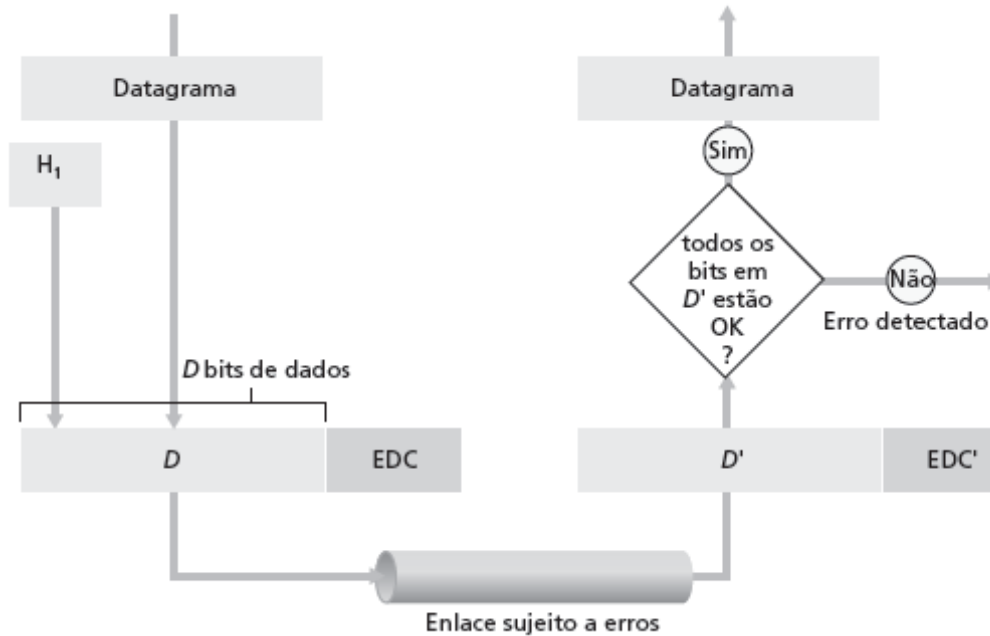 Datagrama
H1
D bits de dados
D
EDC
Enlace sujeito a erros
Datagrama
Sim
todos os
bits em
D' estão
OK
?
Não
Erro detectado
D'
EDC'